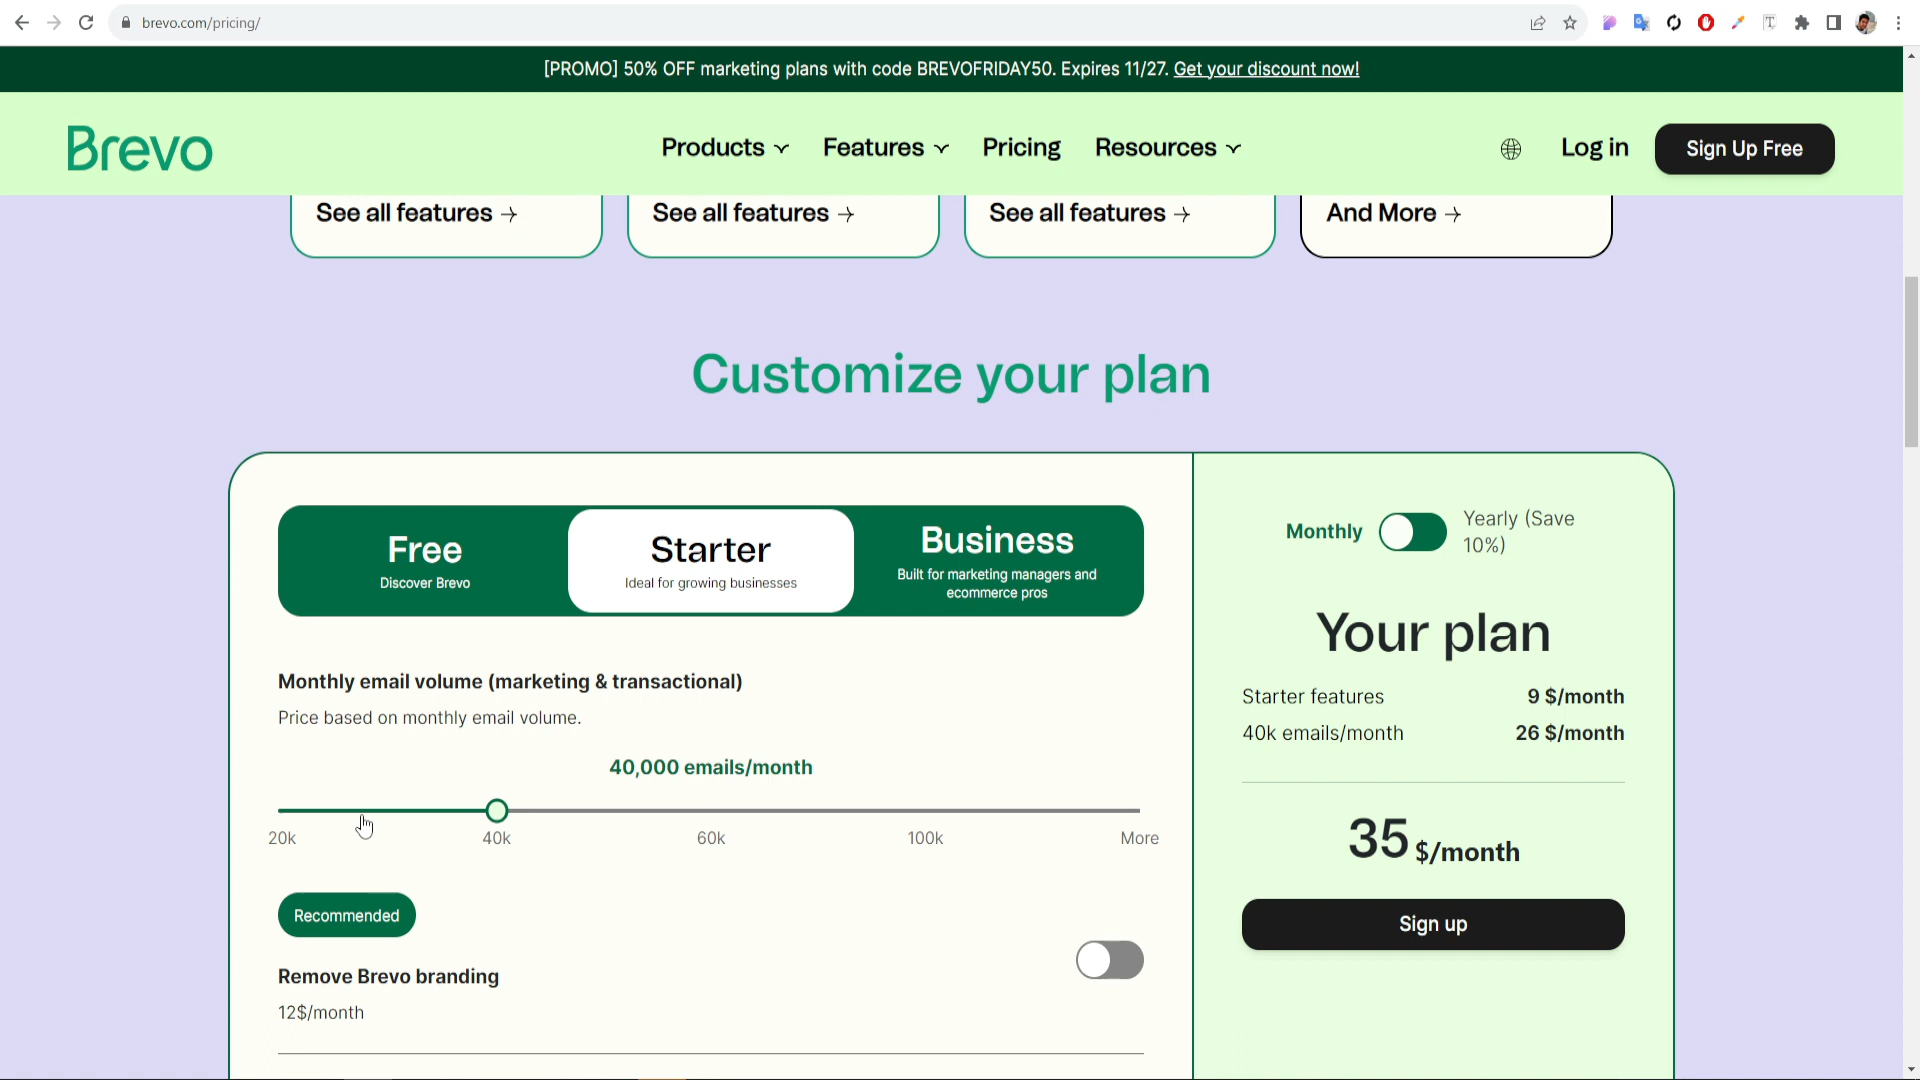 brevo.com/pricing/
[PROMO] 50% OFF marketing plans with code BREVOFRIDAY50. Expires 11/27. Get your discount now!
Brevo
Products
Features
Pricing
Resources
Log in
Sign Up Free
See all features →
See all features →
See all features →
And More →
Customize your plan
Free
Discover Brevo
Starter
Ideal for growing businesses
Business
Built for marketing managers and
ecommerce pros
Monthly email volume (marketing & transactional)
Price based on monthly email volume.
40,000 emails/month
20k
40k
60k
100k
More
Recommended
Remove Brevo branding
12$/month
Monthly
Yearly (Save
10%)
Your plan
Starter features 9 $/month
40k emails/month 26 $/month
35 $/month
Sign up